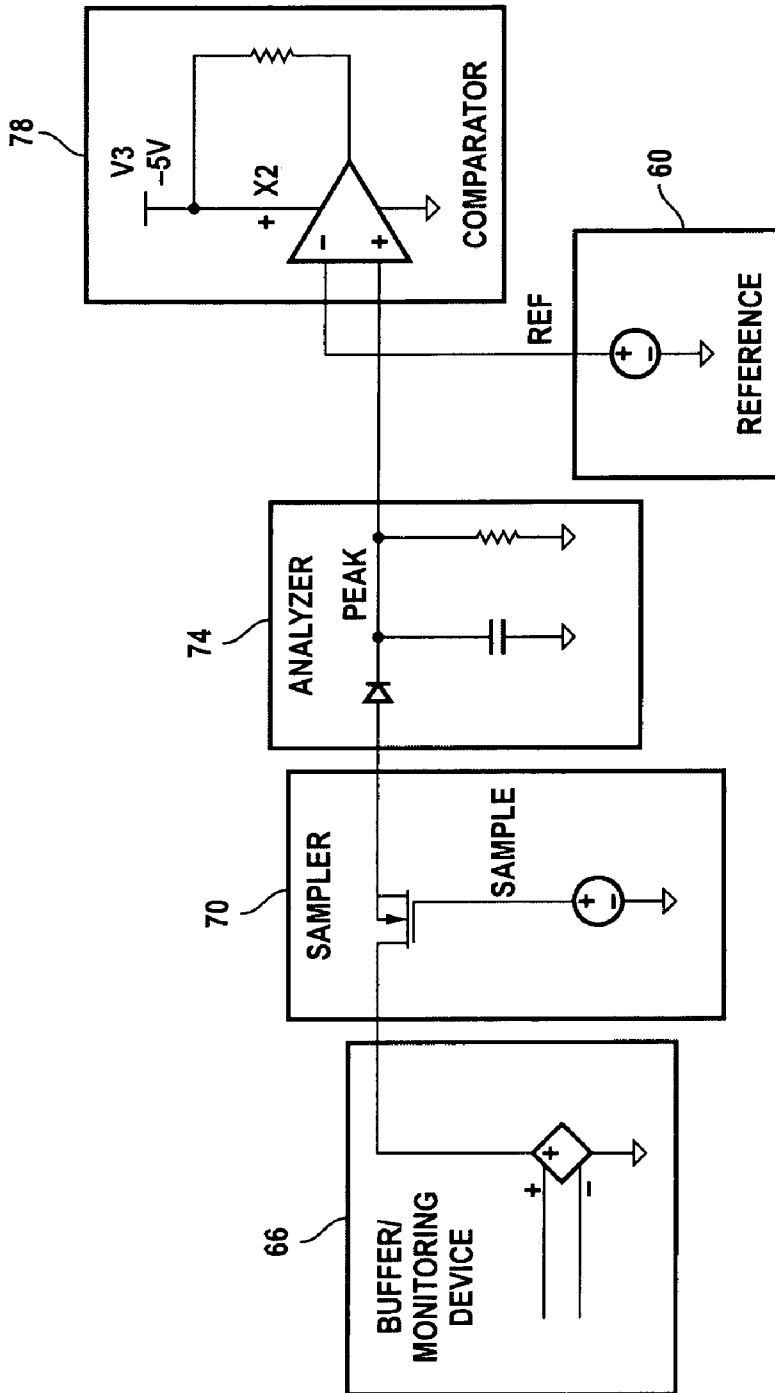 66
BUFFER/
MONITORING
DEVICE
+
−
+
70
SAMPLER
SAMPLE
+
−
74
ANALYZER
PEAK
78
V3
−5V
+
X2
−
+
COMPARATOR
REF
60
+
−
REFERENCE